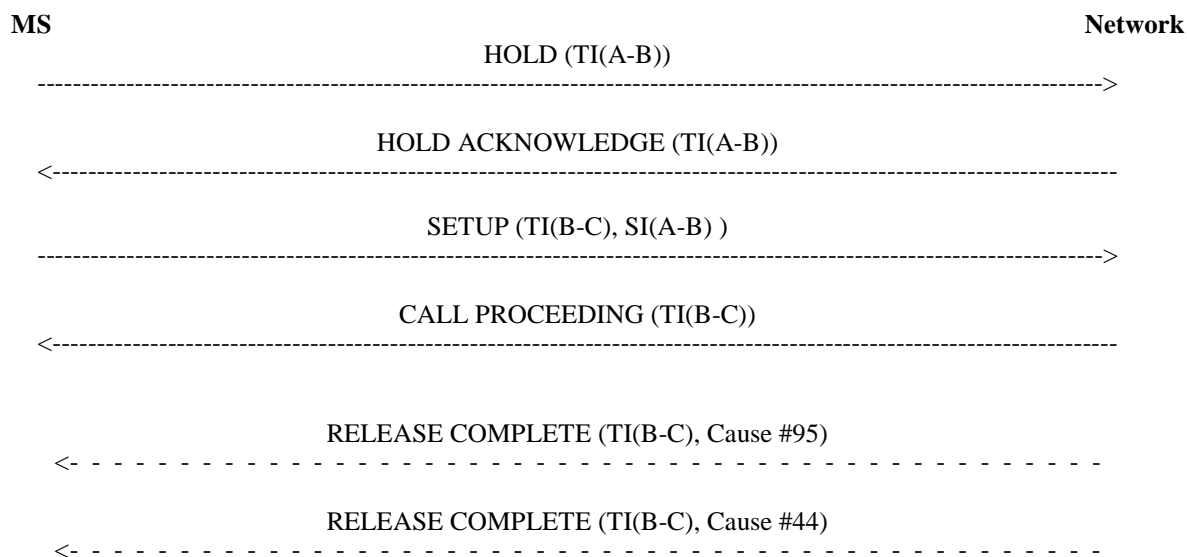 MS Network
HOLD (TI(A-B))
HOLD ACKNOWLEDGE (TI(A-B))
SETUP (TI(B-C), SI(A-B) )
CALL PROCEEDING (TI(B-C))
RELEASE COMPLETE (TI(B-C), Cause #95)
RELEASE COMPLETE (TI(B-C), Cause #44)